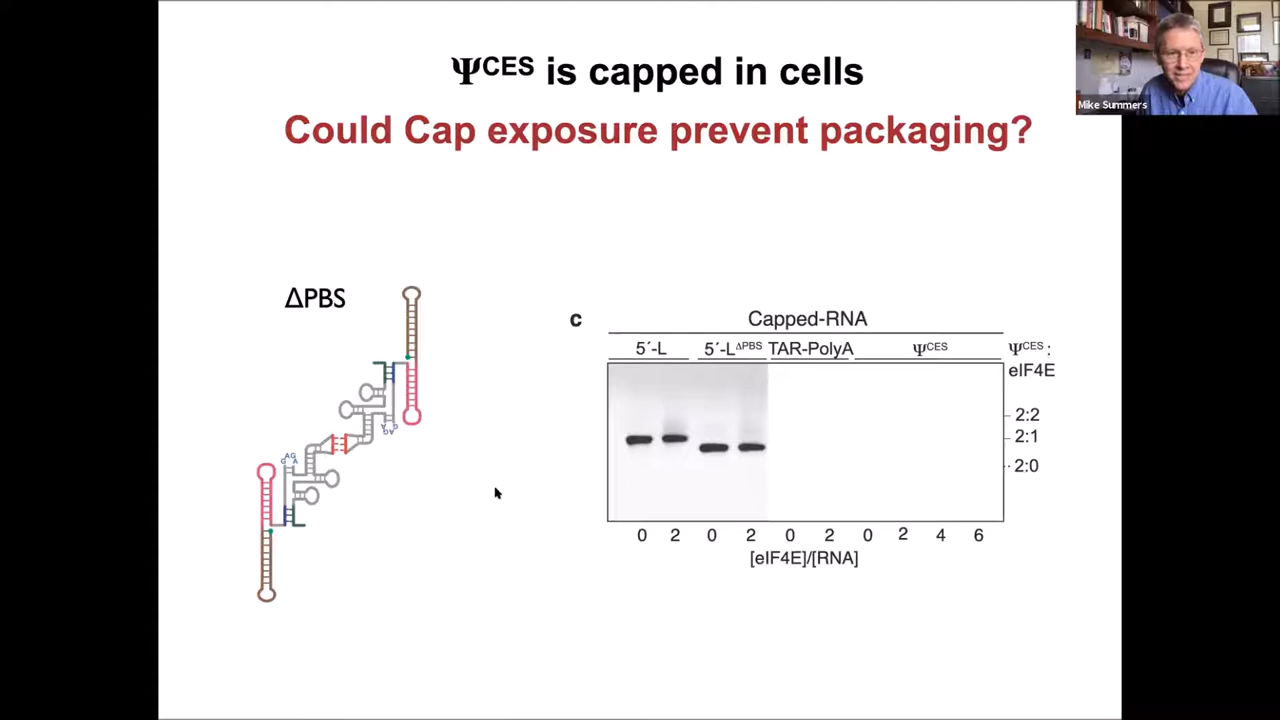 Ψᶜᴱˢ is capped in cells
Could Cap exposure prevent packaging?
Mike Summers
ΔPBS
GAGA
GAGA
c
Capped-RNA
5´-L 5´-LΔPBS TAR-PolyA ΨCES
ΨCES :
eIF4E
2:2
2:1
2:0
0 2 0 2 0 2 0 2 4 6
[eIF4E]/[RNA]